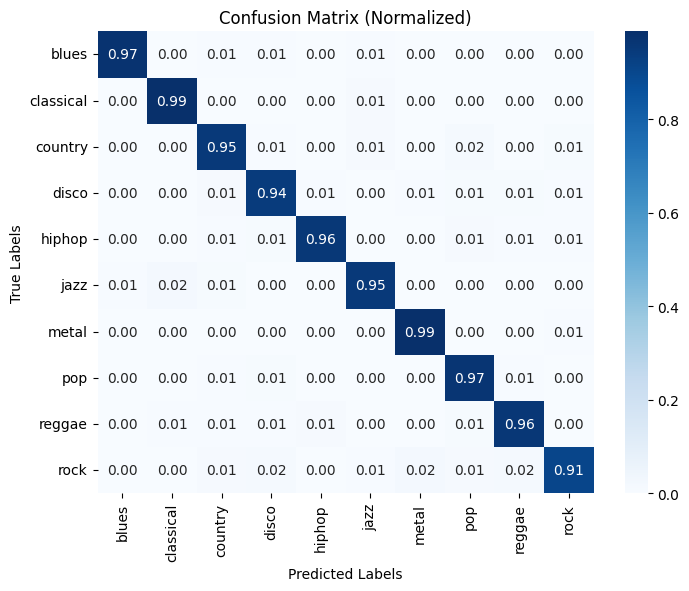 Confusion Matrix (Normalized)
blues 0.97 0.00 0.01 0.01 0.00 0.01 0.00 0.00 0.00 0.00
classical 0.00 0.99 0.00 0.00 0.00 0.01 0.00 0.00 0.00 0.00
country 0.00 0.00 0.95 0.01 0.00 0.01 0.00 0.02 0.00 0.01
disco 0.00 0.00 0.01 0.94 0.01 0.00 0.01 0.01 0.01 0.01
hiphop 0.00 0.00 0.01 0.01 0.96 0.00 0.00 0.01 0.01 0.01
jazz 0.01 0.02 0.01 0.00 0.00 0.95 0.00 0.00 0.00 0.00
metal 0.00 0.00 0.00 0.00 0.00 0.00 0.99 0.00 0.00 0.01
pop 0.00 0.00 0.01 0.01 0.00 0.00 0.00 0.97 0.01 0.00
reggae 0.00 0.01 0.01 0.01 0.01 0.00 0.00 0.01 0.96 0.00
rock 0.00 0.00 0.01 0.02 0.00 0.01 0.02 0.01 0.02 0.91
blues classical country disco hiphop jazz metal pop reggae rock
Predicted Labels
True Labels
0.8
0.6
0.4
0.2
0.0